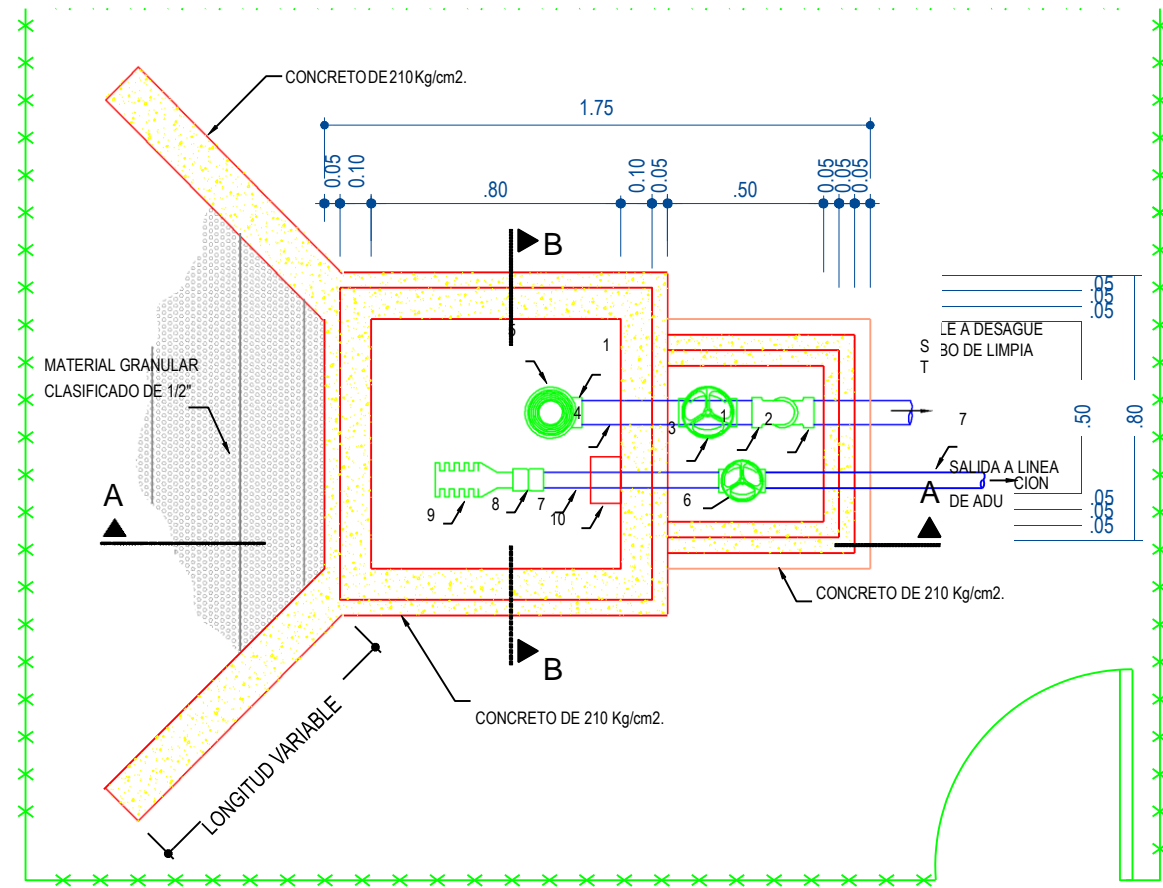 CONCRETO DE 210 Kg/cm2.
1.75
0.05
0.10
.80
0.10
0.05
.50
0.05
0.05
0.05
B
.05
.05
.05
LE A DESAGUE
S
BO DE LIMPIA
T
5
1
MATERIAL GRANULAR
CLASIFICADO DE 1/2"
4
3
1
2
7
.50
.80
SALIDA A LINEA
CION
DE ADU
A
A
9
8
7
10
6
.05
.05
.05
CONCRETO DE 210 Kg/cm2.
B
CONCRETO DE 210 Kg/cm2.
LONGITUD VARIABLE